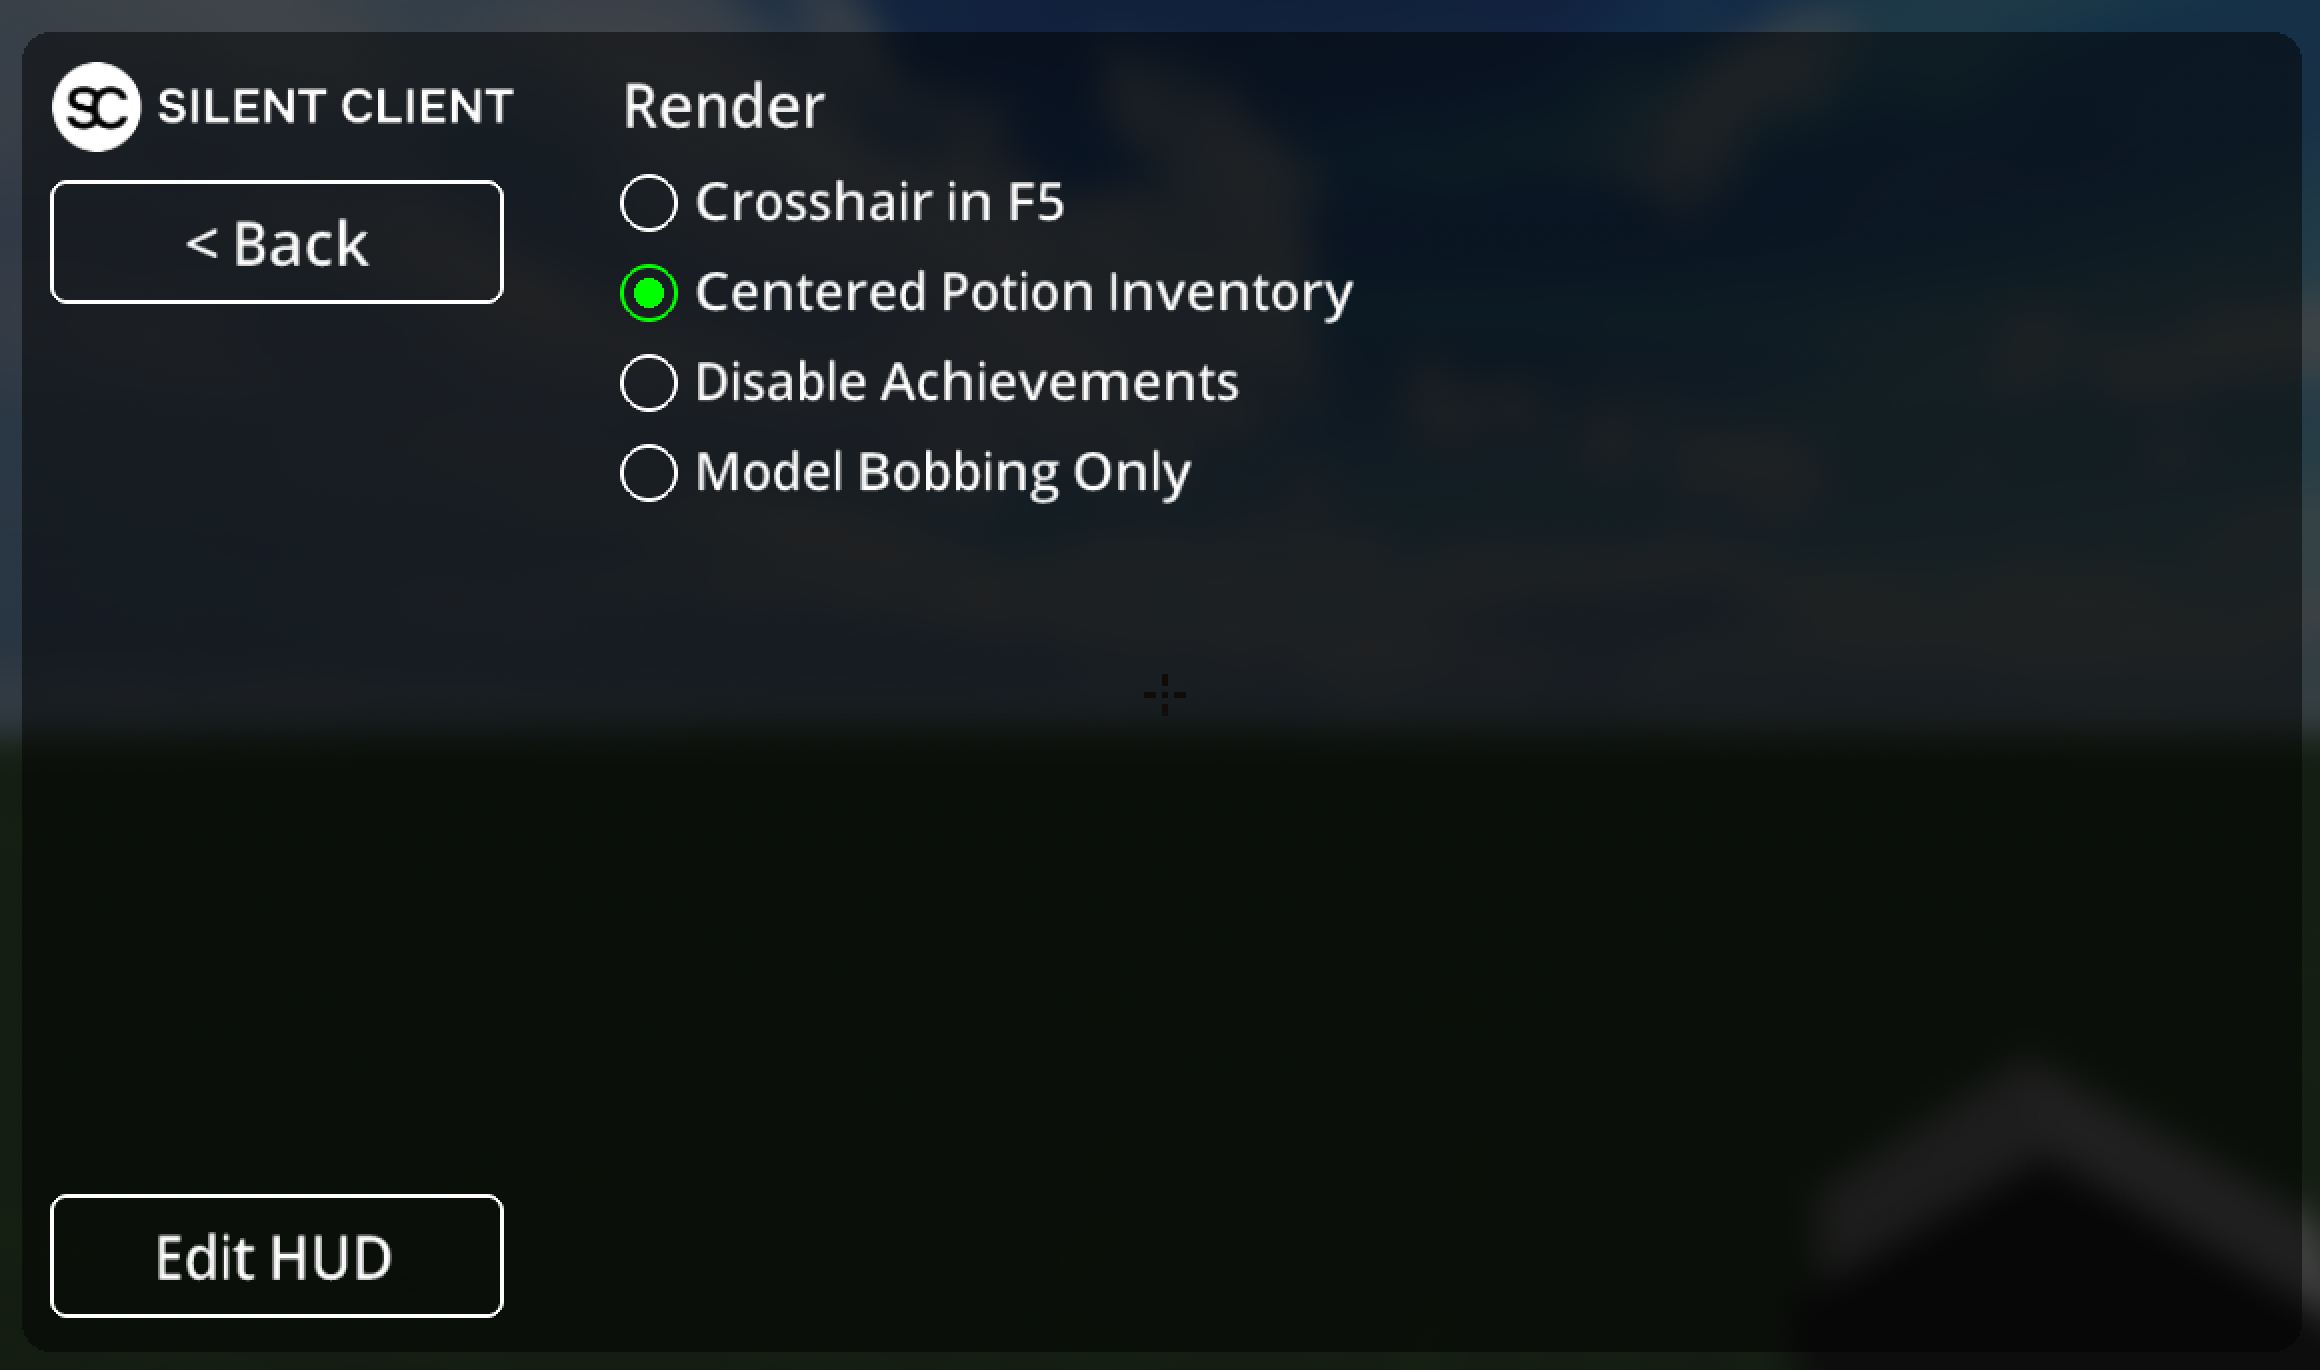 SC SILENT CLIENT
< Back
Render
Crosshair in F5
Centered Potion Inventory
Disable Achievements
Model Bobbing Only
Edit HUD